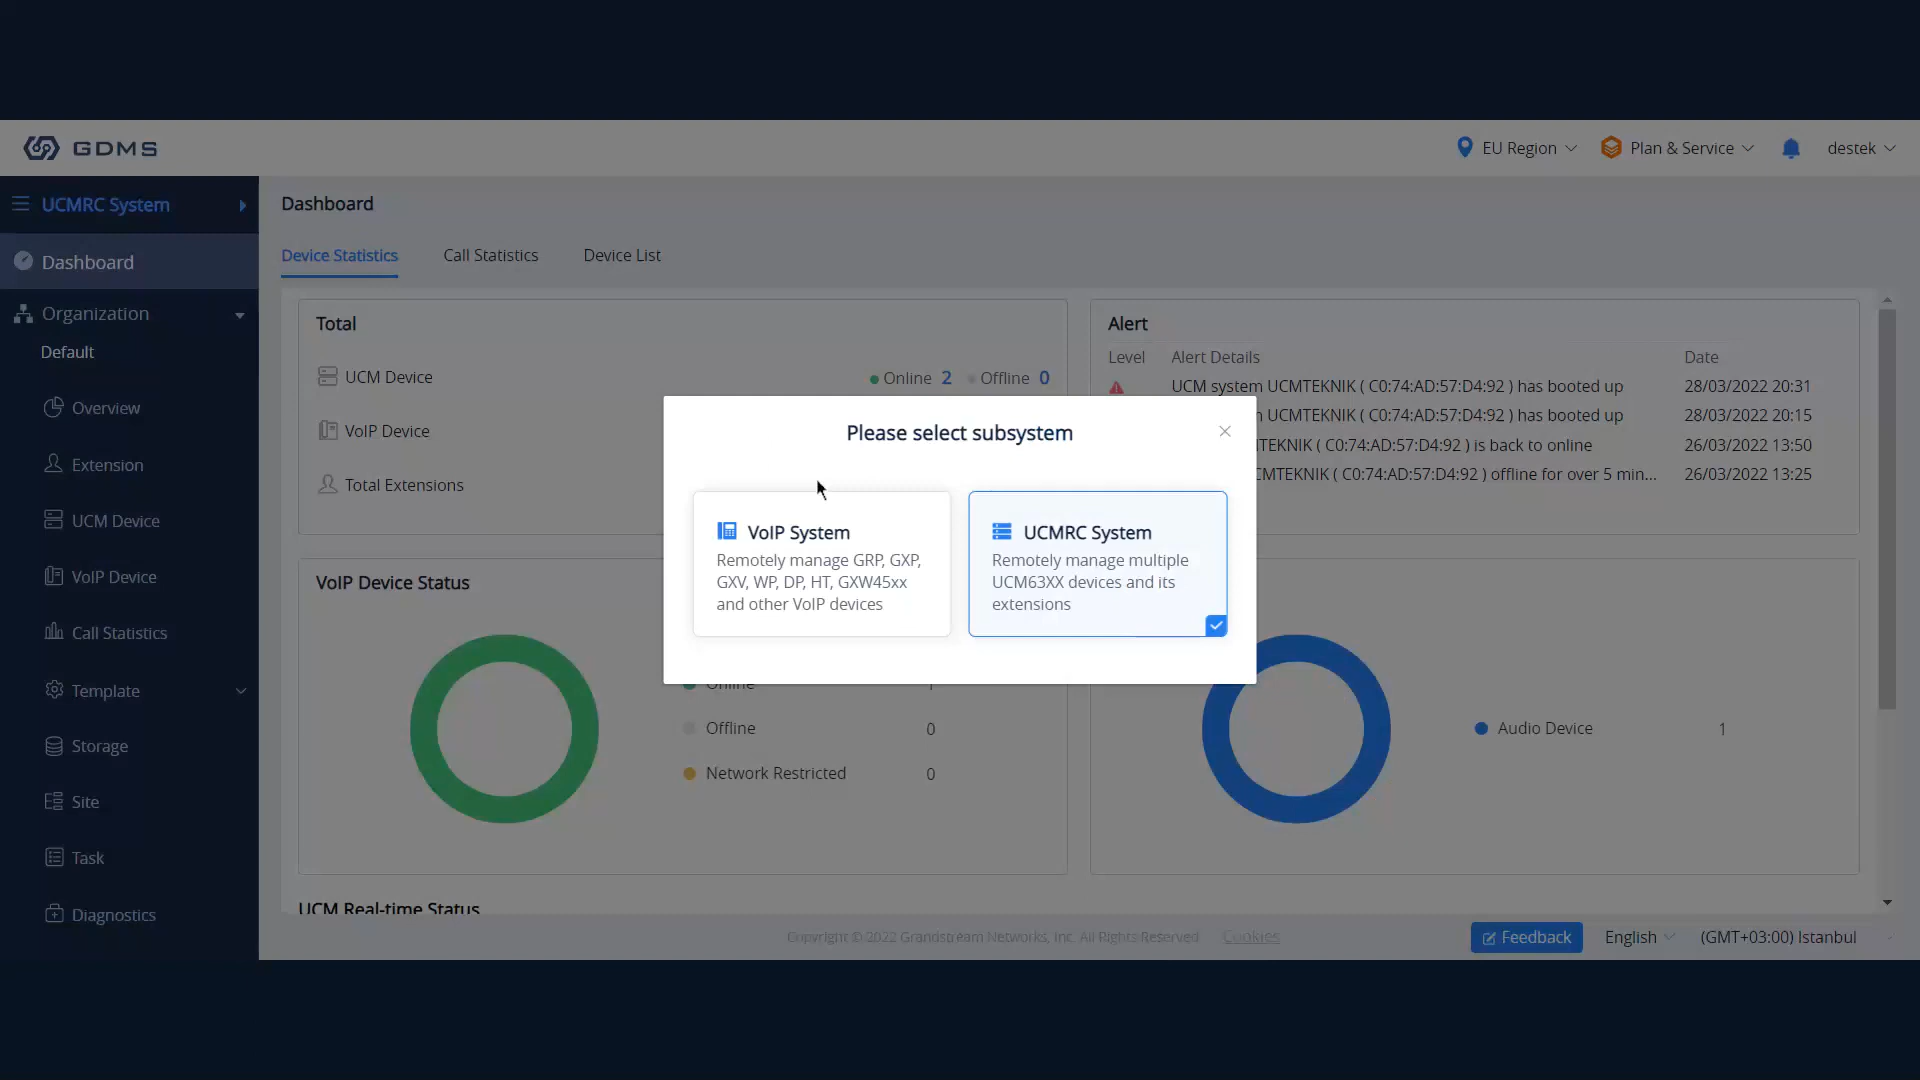 GDMS
EU Region
Plan & Service
destek
UCMRC System
Dashboard
Organization
Default
Overview
Extension
UCM Device
VoIP Device
Call Statistics
Template
Storage
Site
Task
Diagnostics
Dashboard
Device Statistics
Call Statistics
Device List
Total
UCM Device
Online 2 Offline 0
VoIP Device
Total Extensions
Alert
Level Alert Details Date
UCM system UCMTEKNIK ( C0:74:AD:57:D4:92 ) has booted up 28/03/2022 20:31
UCMTEKNIK ( C0:74:AD:57:D4:92 ) has booted up 28/03/2022 20:15
( C0:74:AD:57:D4:92 ) is back to online 26/03/2022 13:50
( C0:74:AD:57:D4:92 ) offline for over 5 min... 26/03/2022 13:25
Please select subsystem
VoIP System
Remotely manage GRP, GXP,
GXV, WP, DP, HT, GXW45xx
and other VoIP devices
UCMRC System
Remotely manage multiple
UCM63XX devices and its
extensions
VoIP Device Status
Online 1
Offline 0
Network Restricted 0
Audio Device 1
UCM Real-time Status
Copyright © 2022 Grandstream Networks, Inc. All Rights Reserved
Cookies
Feedback
English
(GMT+03:00) Istanbul